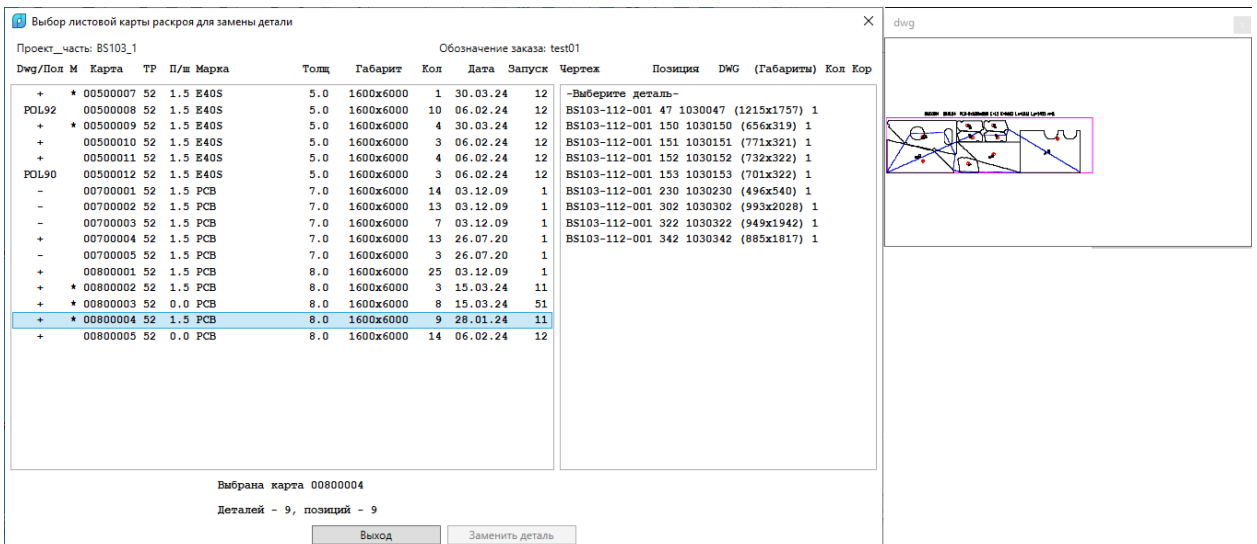 Выбор листовой карты раскроя для замены детали
Проект__часть: BS103_1
Обозначение заказа: test01
Dwg/Пол М Карта ТР П/ш Марка Толщ Габарит Кол Дата Запуск
+ * 00500007 52 1.5 E40S 5.0 1600x6000 1 30.03.24 12
POL92 00500008 52 1.5 E40S 5.0 1600x6000 10 06.02.24 12
+ * 00500009 52 1.5 E40S 5.0 1600x6000 4 30.03.24 12
+ 00500010 52 1.5 E40S 5.0 1600x6000 3 06.02.24 12
+ 00500011 52 1.5 E40S 5.0 1600x6000 4 06.02.24 12
POL90 00500012 52 1.5 E40S 5.0 1600x6000 3 06.02.24 12
- 00700001 52 1.5 PCB 7.0 1600x6000 14 03.12.09 1
- 00700002 52 1.5 PCB 7.0 1600x6000 13 03.12.09 1
- 00700003 52 1.5 PCB 7.0 1600x6000 7 03.12.09 1
+ 00700004 52 1.5 PCB 7.0 1600x6000 13 26.07.20 1
- 00700005 52 1.5 PCB 7.0 1600x6000 3 26.07.20 1
+ 00800001 52 1.5 PCB 8.0 1600x6000 25 03.12.09 1
+ * 00800002 52 1.5 PCB 8.0 1600x6000 3 15.03.24 11
+ * 00800003 52 0.0 PCB 8.0 1600x6000 8 15.03.24 51
+ * 00800004 52 1.5 PCB 8.0 1600x6000 9 28.01.24 11
+ 00800005 52 0.0 PCB 8.0 1600x6000 14 06.02.24 12
Чертеж Позиция DWG (Габариты) Кол Кор
-Выберите деталь-
BS103-112-001 47 1030047 (1215x1757) 1
BS103-112-001 150 1030150 (656x319) 1
BS103-112-001 151 1030151 (771x321) 1
BS103-112-001 152 1030152 (732x322) 1
BS103-112-001 153 1030153 (701x322) 1
BS103-112-001 230 1030230 (496x540) 1
BS103-112-001 302 1030302 (993x2028) 1
BS103-112-001 322 1030322 (949x1942) 1
BS103-112-001 342 1030342 (885x1817) 1
Выбрана карта 00800004
Деталей - 9, позиций - 9
Выход
Заменить деталь
dwg